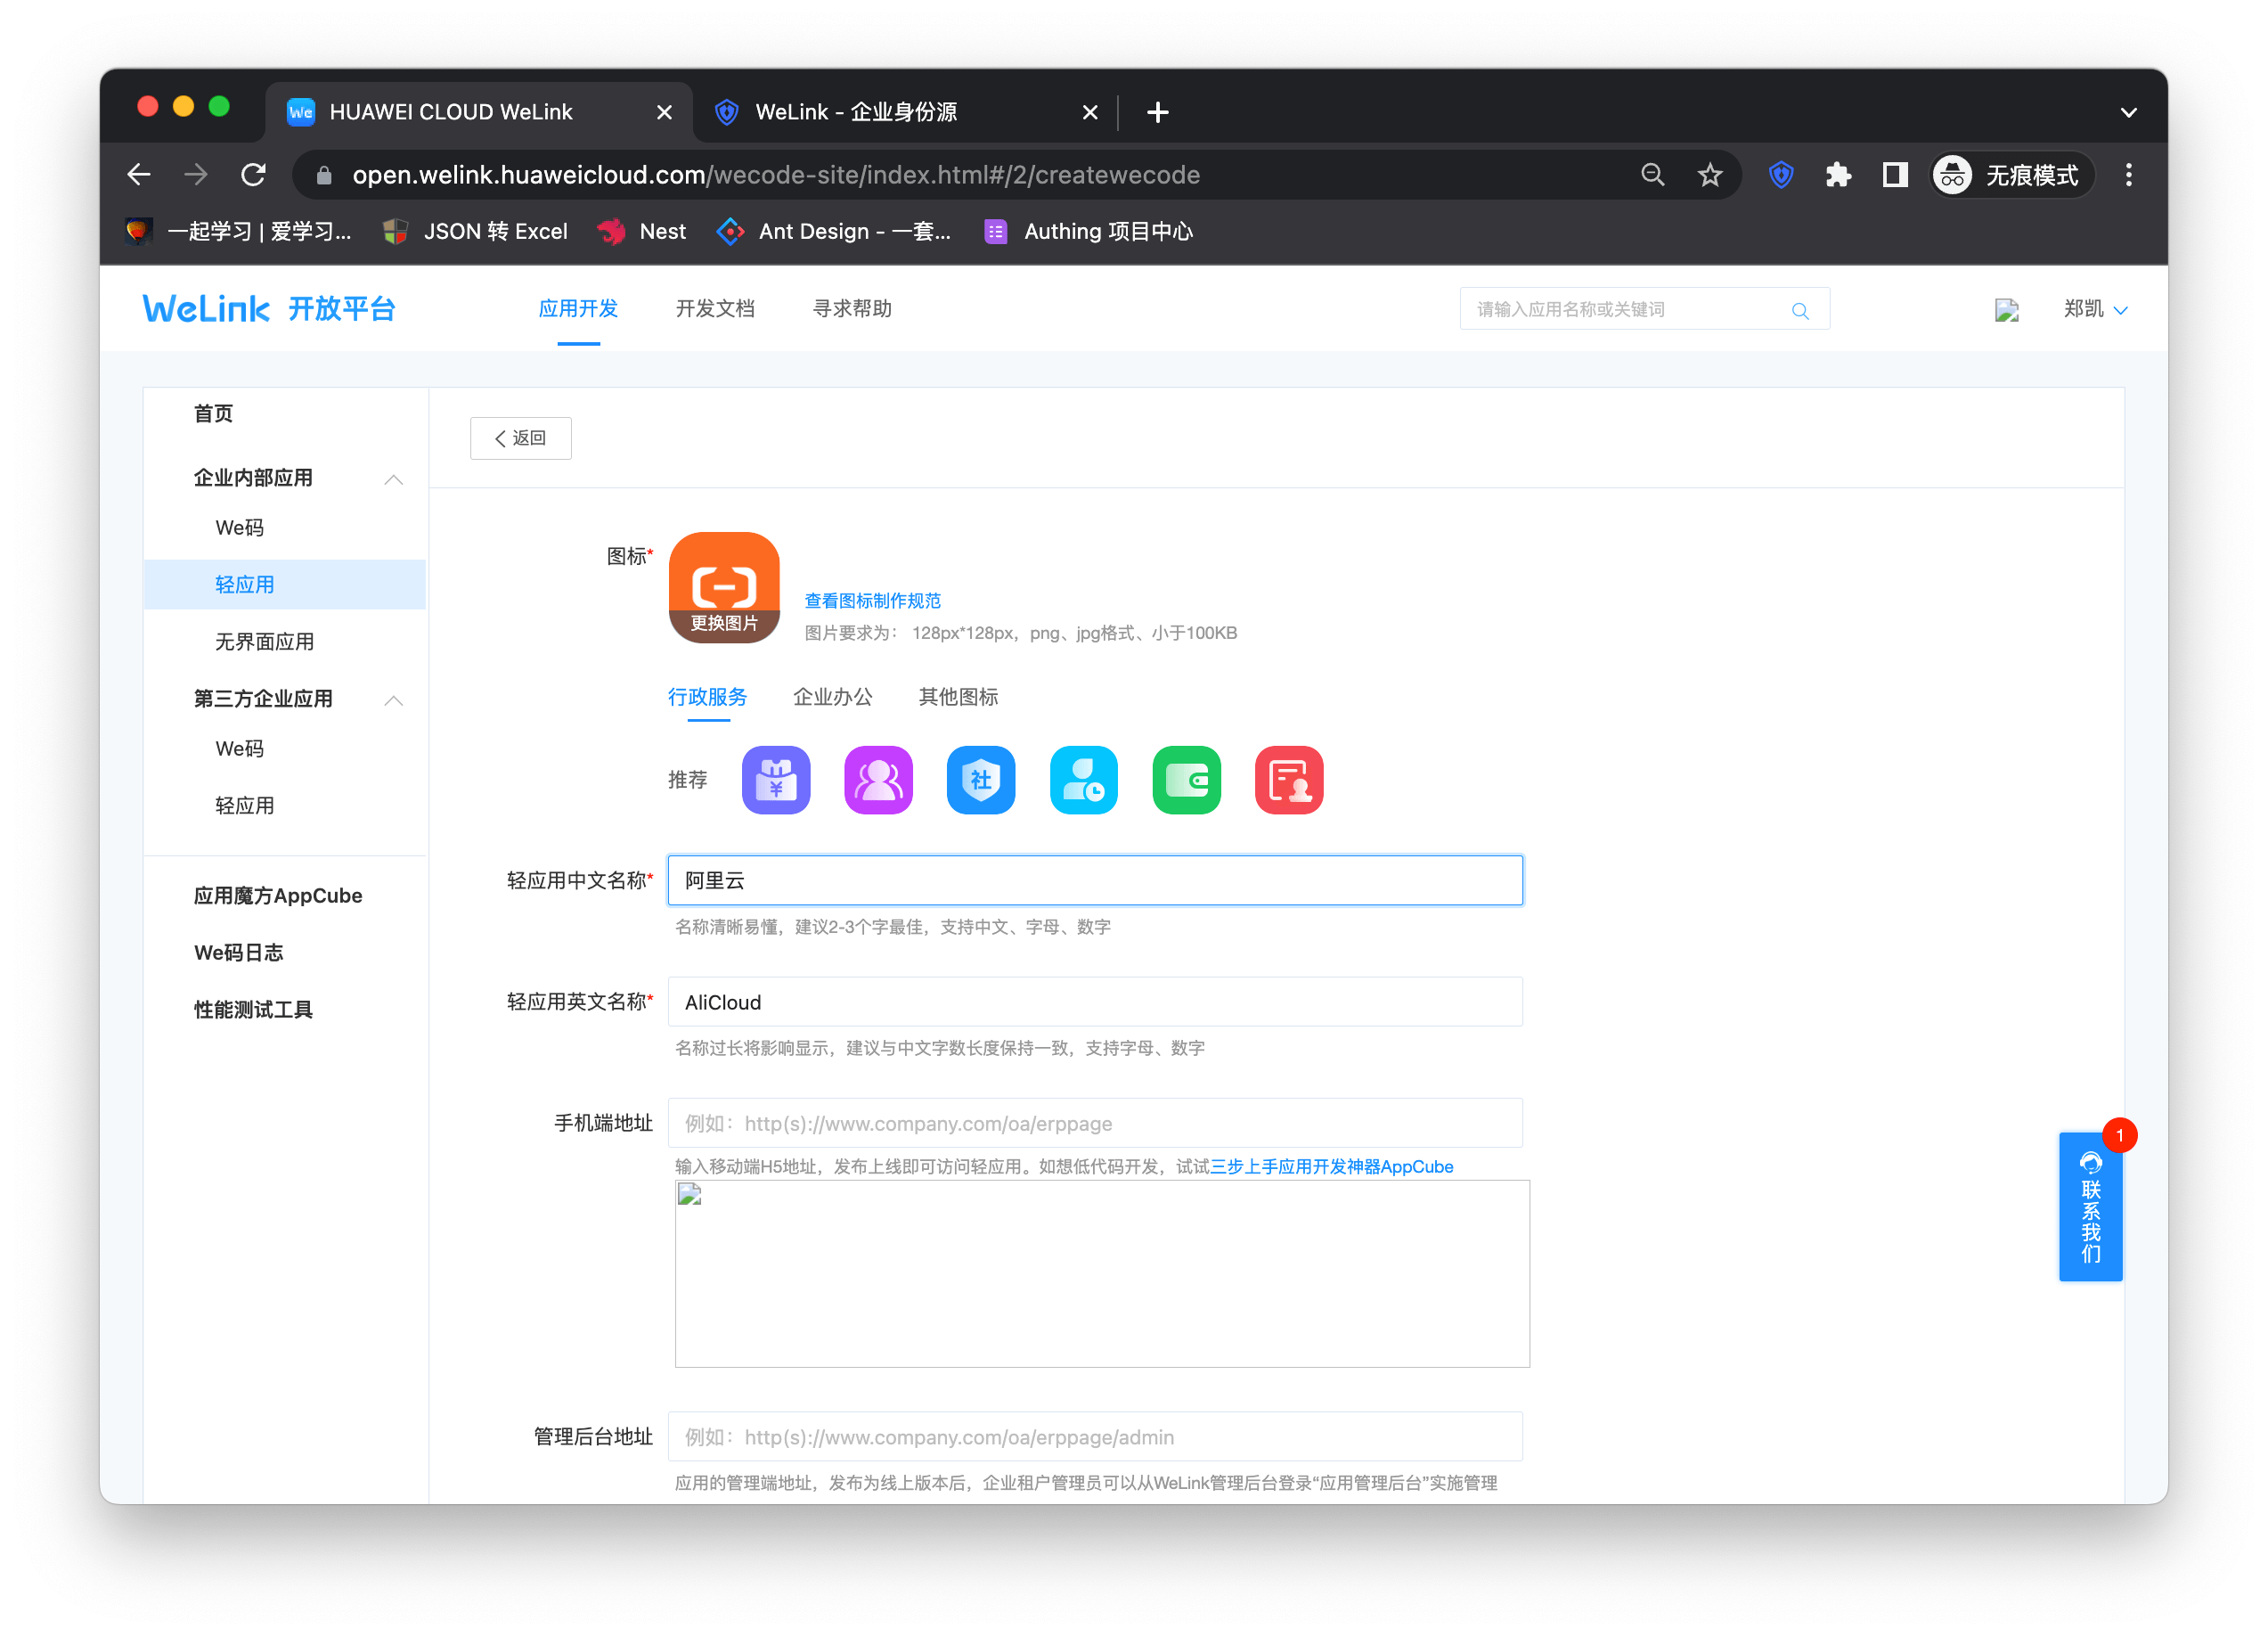 We HUAWEI CLOUD WeLink
WeLink - 企业身份源
open.welink.huaweicloud.com/wecode-site/index.html#/2/createwecode
无痕模式
一起学习 | 爱学习...
JSON 转 Excel
Nest
Ant Design - 一套...
Authing 项目中心
WeLink 开放平台
应用开发
开发文档
寻求帮助
请输入应用名称或关键词
郑凯
首页
企业内部应用
We码
轻应用
无界面应用
第三方企业应用
We码
轻应用
应用魔方AppCube
We码日志
性能测试工具
返回
图标*
更换图片
查看图标制作规范
图片要求为： 128px*128px，png、jpg格式、小于100KB
行政服务
企业办公
其他图标
推荐
¥
社
轻应用中文名称*
阿里云
名称清晰易懂，建议2-3个字最佳，支持中文、字母、数字
轻应用英文名称*
AliCloud
名称过长将影响显示，建议与中文字数长度保持一致，支持字母、数字
手机端地址
例如：http(s)://www.company.com/oa/erppage
输入移动端H5地址，发布上线即可访问轻应用。如想低代码开发，试试三步上手应用开发神器AppCube
管理后台地址
例如：http(s)://www.company.com/oa/erppage/admin
应用的管理端地址，发布为线上版本后，企业租户管理员可以从WeLink管理后台登录“应用管理后台”实施管理
1
联系我们